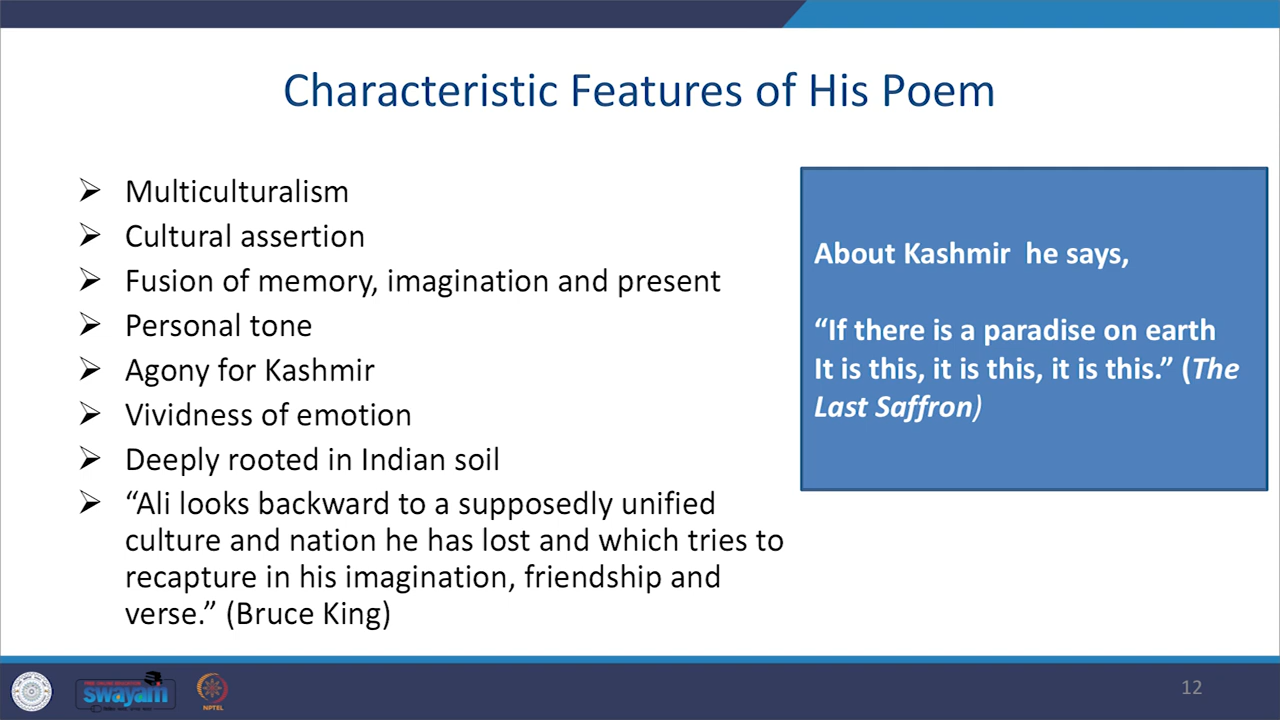 Characteristic Features of His Poem
Multiculturalism
Cultural assertion
Fusion of memory, imagination and present
Personal tone
Agony for Kashmir
Vividness of emotion
Deeply rooted in Indian soil
“Ali looks backward to a supposedly unified
culture and nation he has lost and which tries to
recapture in his imagination, friendship and
verse.” (Bruce King)
About Kashmir he says,
“If there is a paradise on earth
It is this, it is this, it is this.” (The
Last Saffron)
swayam
NPTEL
12